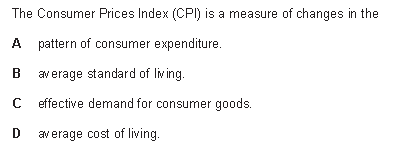 The Consumer Prices Index (CPI) is a measure of changes in the
A pattern of consumer expenditure.
B average standard of living.
C effective demand for consumer goods.
D average cost of living.